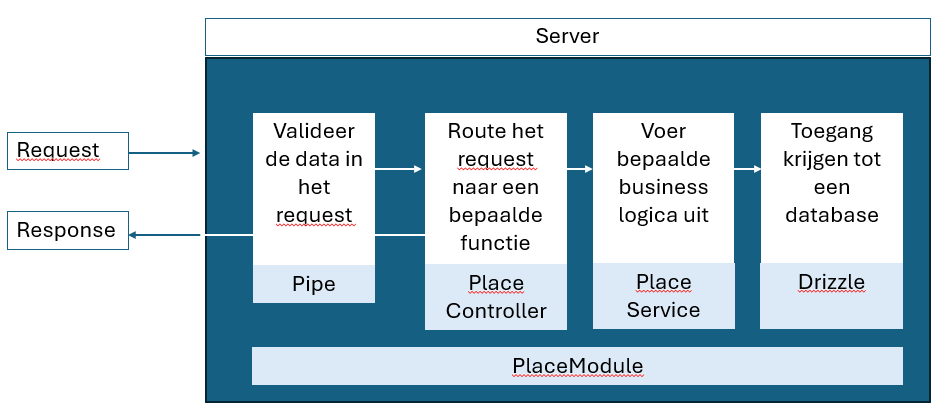 Server
Request
Response
Valideer
de data in
het
request
Pipe
Route het
request
naar een
bepaalde
functie
Place
Controller
Voer
bepaalde
business
logica uit
Place
Service
Toegang
krijgen tot
een
database
Drizzle
PlaceModule